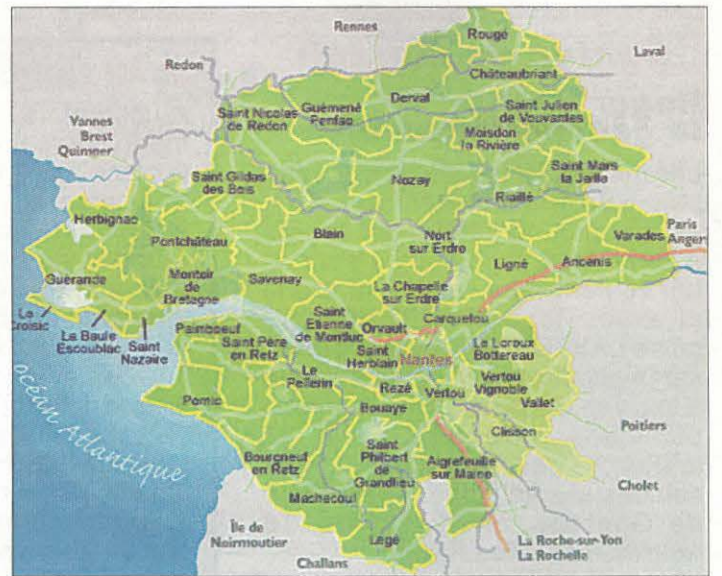 Rennes
Rougé
Laval
Redon
Châteaubriant
Derval
Guémené
Penfao
Saint Nicolas
de Redon
Saint Julien
de Vouvantes
Moisdon
la Rivière
Vannes
Brest
Quimper
Saint Mars
la Jaille
Saint Gildas
des Bois
Nozay
Riaillé
Herbignac
Pontchâteau
Blain
Nort
sur Erdre
Varades
Paris
Angers
Ligné
Ancenis
Guérande
Montoir
de
Bretagne
Savenay
La Chapelle
sur Erdre
Le
Croisic
La Baule
Escoublac
Saint
Nazaire
Paimboeuf
Saint
Etienne
de Montluc
Orvault
Carquefou
Saint Père
en Retz
Saint
Herblain
Nantes
Le Loroux
Bottereau
Le
Pellerin
Rezé
Vertou
Vertou
Vignoble
Vallet
Pornic
Bouaye
Clisson
Poitiers
océan Atlantique
Bourgneuf
en Retz
Saint
Philbert
de
Grandlieu
Aigrefeuille
sur Maine
Cholet
Machecoul
Île de
Noirmoutier
Legé
La Roche-sur-Yon
La Rochelle
Challans